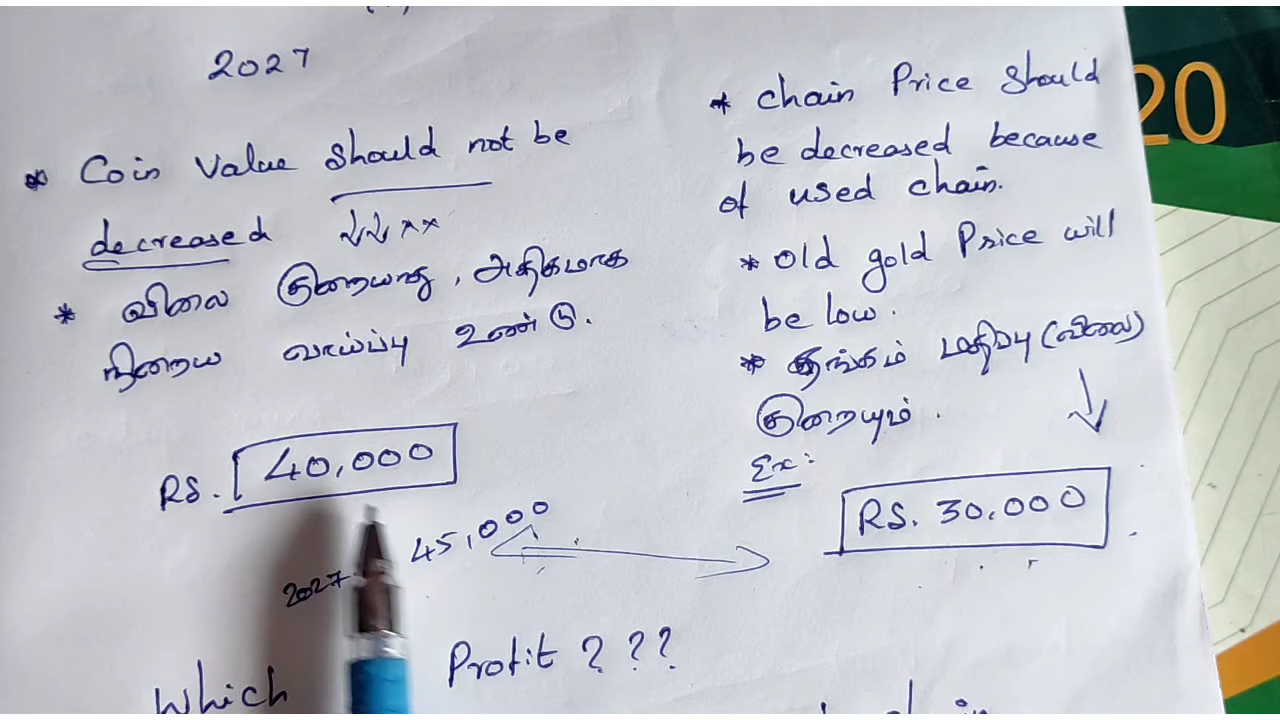 2027
* Coin Value should not be
decreased
* விலை குறையாது, அதிகமாக
நிறைய வாய்ப்பு உண்டு.
RS. 40,000
45,000
2027
Profit ???
Which
* chain Price should
be decreased because
of used chain.
* Old gold Price will
be low.
* தங்கம் மதிப்பு (விலை)
குறையும்.
Ex:
RS. 30,000
20